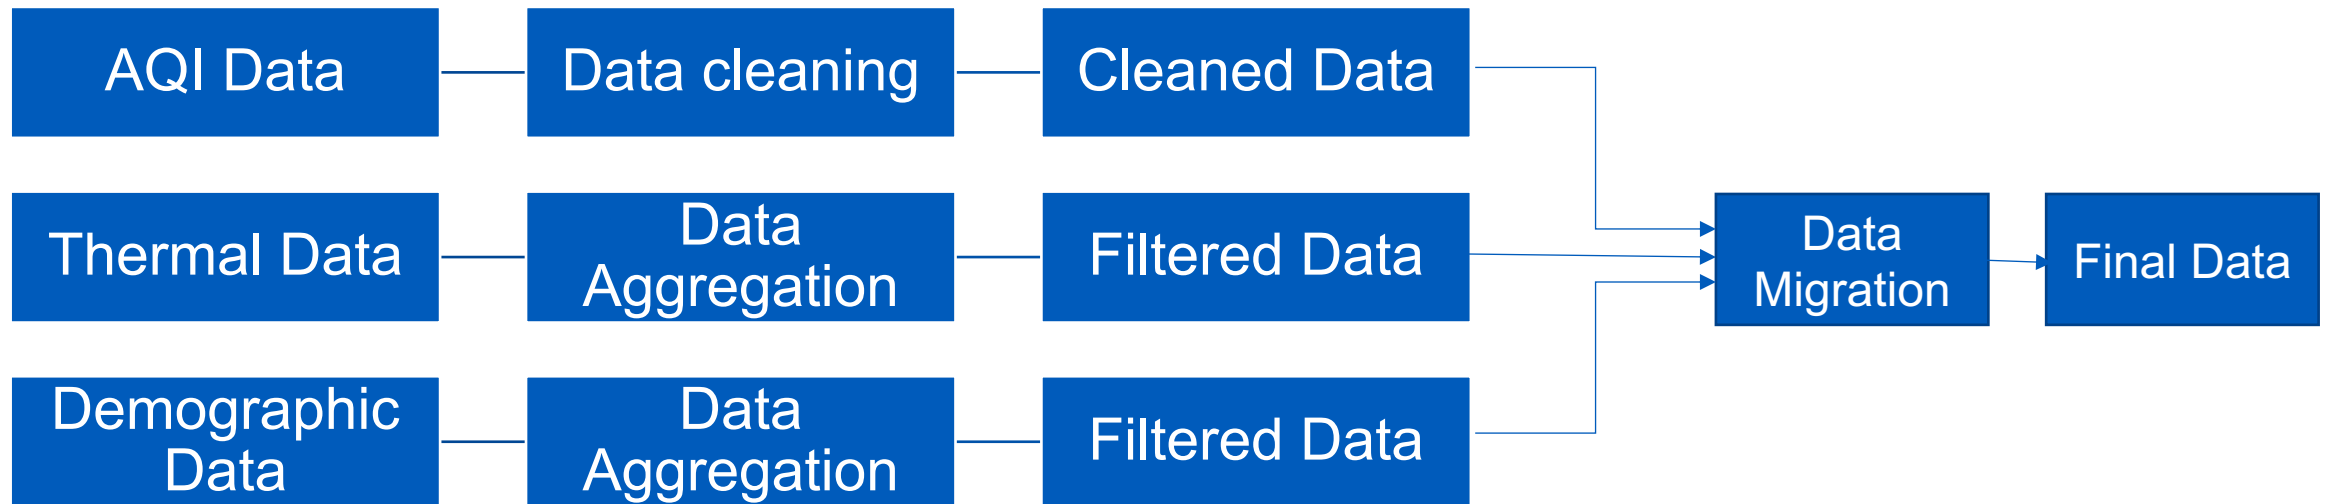 AQI Data
Data cleaning
Cleaned Data
Thermal Data
Data
Aggregation
Filtered Data
Data
Migration
Final Data
Demographic
Data
Data
Aggregation
Filtered Data